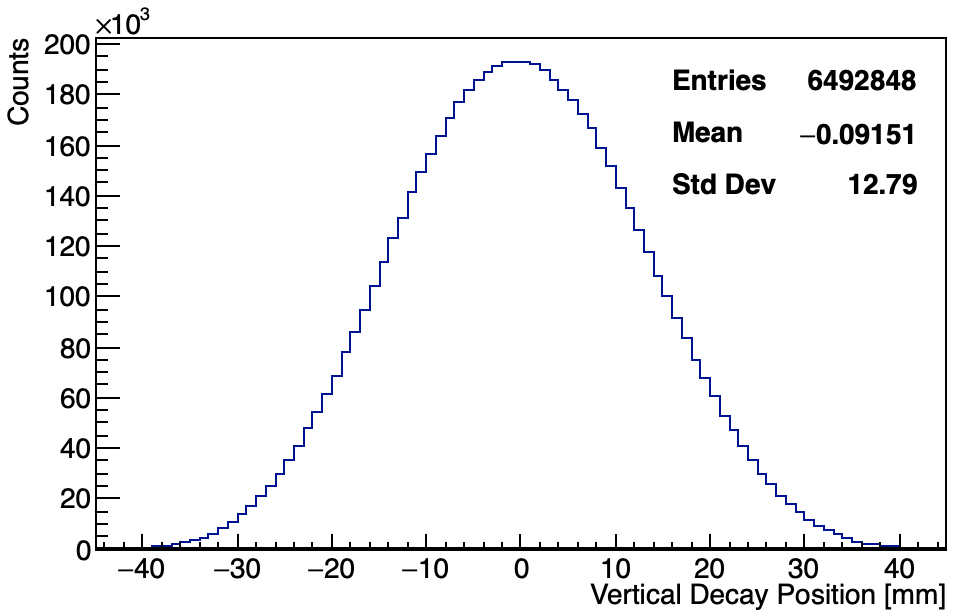 ×10³
Counts
200
180
160
140
120
100
80
60
40
20
0
Entries 6492848
Mean −0.09151
Std Dev 12.79
−40 −30 −20 −10 0 10 20 30 40
Vertical Decay Position [mm]